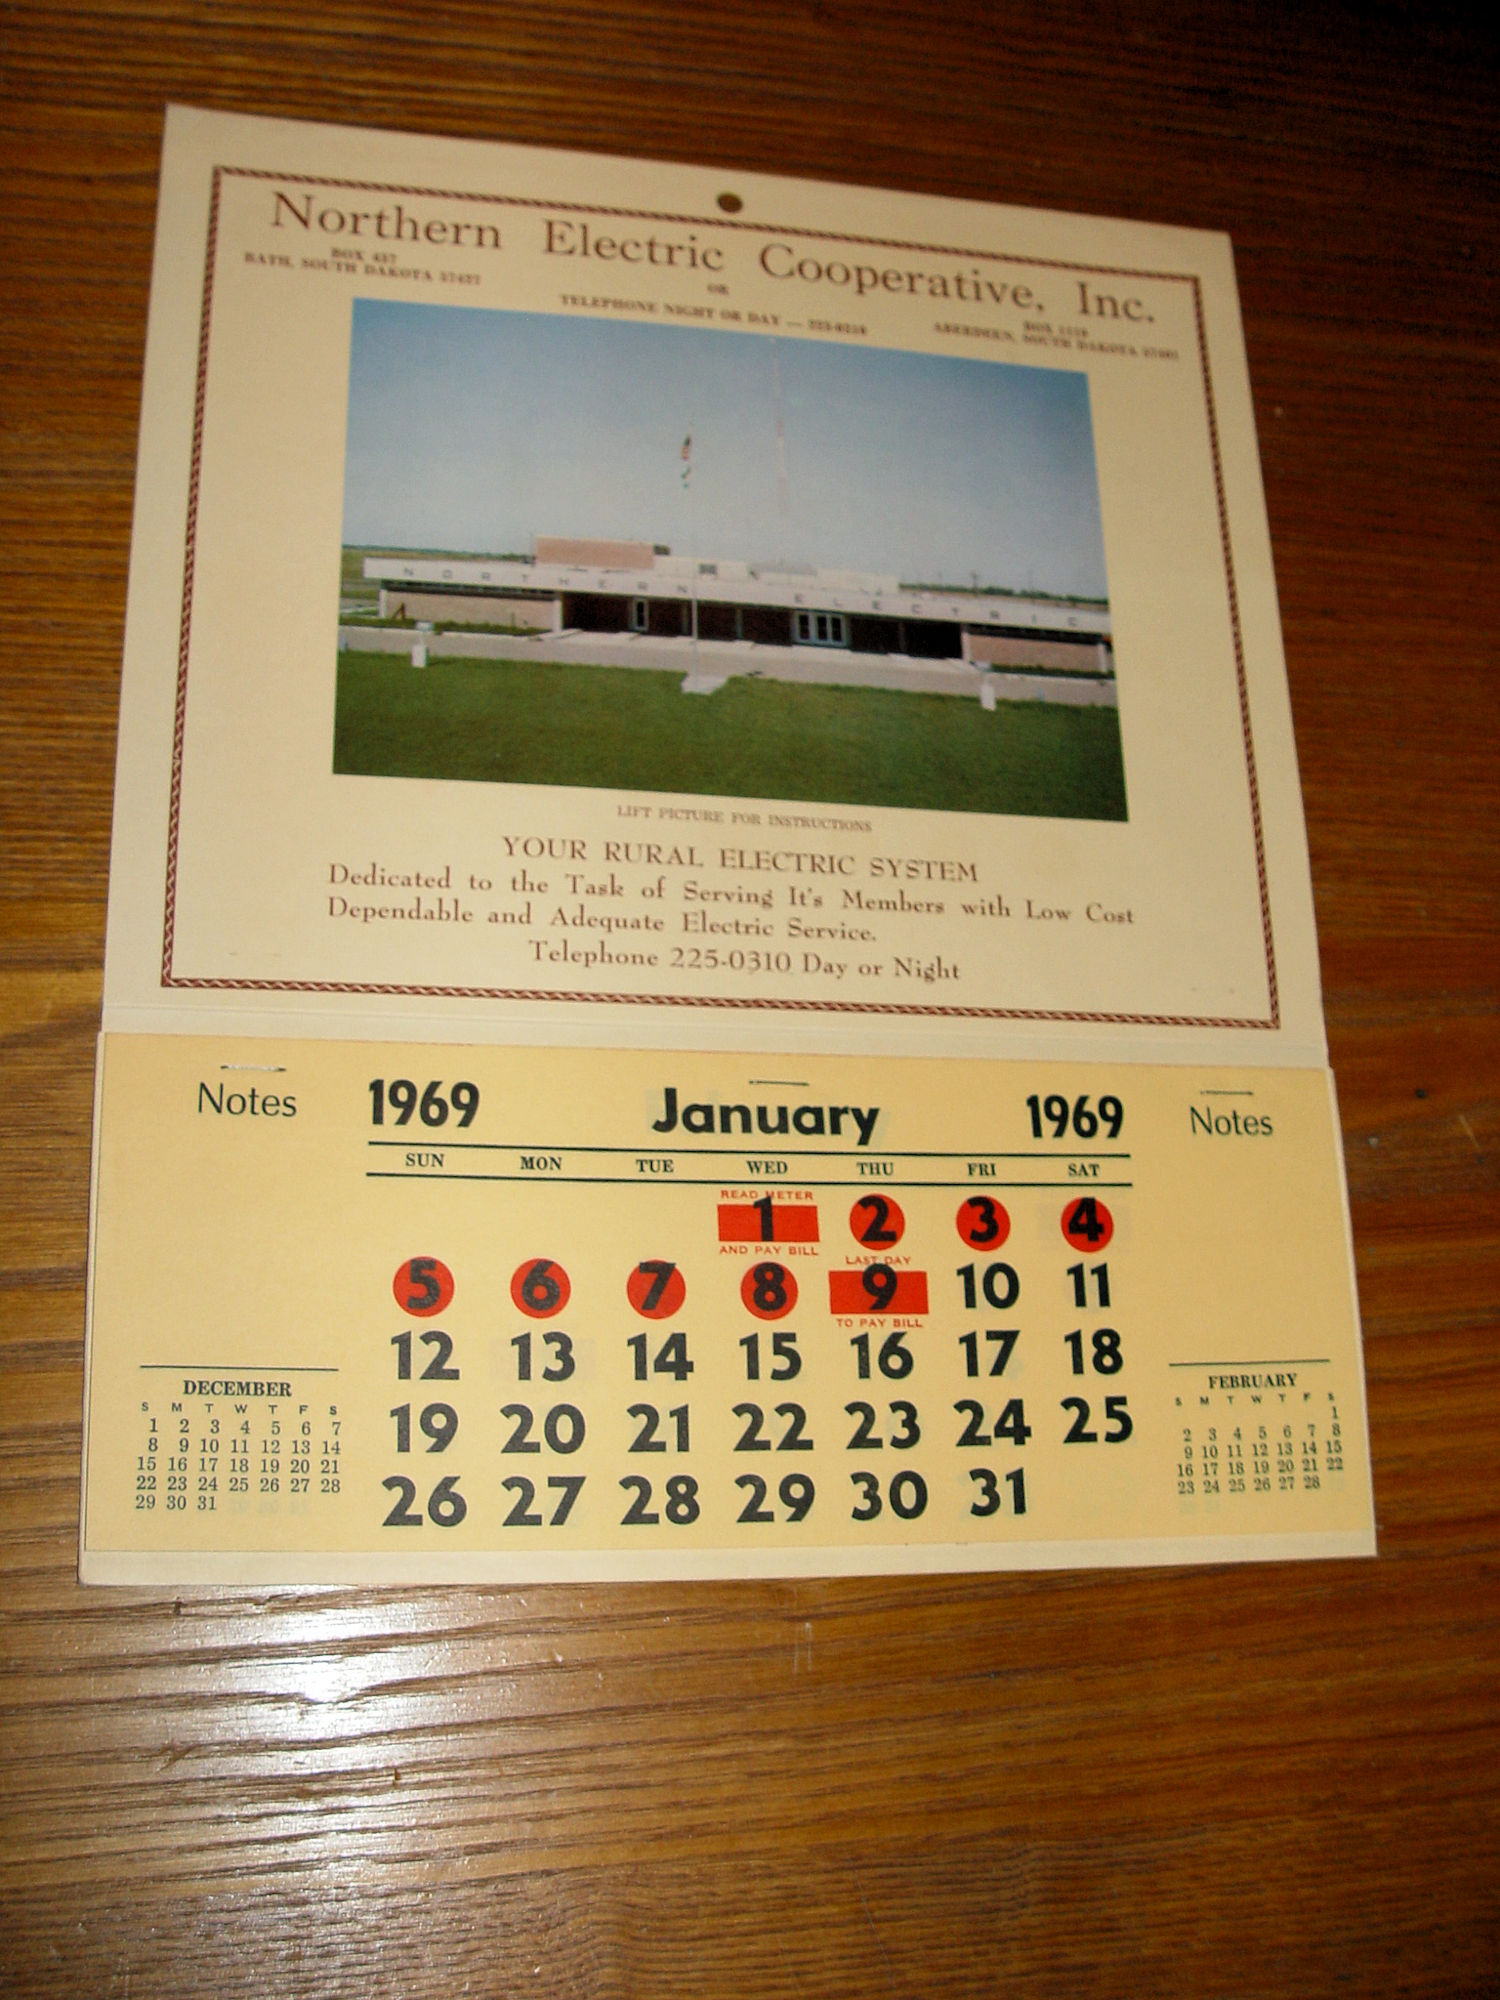 Northern Electric Cooperative, Inc.
BOX 457
BATH, SOUTH DAKOTA 57427
OR
TELEPHONE NIGHT OR DAY — 225-0310
BOX 1110
ABERDEEN, SOUTH DAKOTA 57401
NORTHERN ELECTRIC
LIFT PICTURE FOR INSTRUCTIONS
YOUR RURAL ELECTRIC SYSTEM
Dedicated to the Task of Serving It's Members with Low Cost
Dependable and Adequate Electric Service.
Telephone 225-0310 Day or Night
Notes 1969 January 1969 Notes
SUN MON TUE WED THU FRI SAT
READ METER
1 2 3 4
AND PAY BILL
LAST DAY
5 6 7 8 9 10 11
TO PAY BILL
12 13 14 15 16 17 18
19 20 21 22 23 24 25
26 27 28 29 30 31
DECEMBER
S M T W T F S
1 2 3 4 5 6 7
8 9 10 11 12 13 14
15 16 17 18 19 20 21
22 23 24 25 26 27 28
29 30 31
FEBRUARY
S M T W T F S
1
2 3 4 5 6 7 8
9 10 11 12 13 14 15
16 17 18 19 20 21 22
23 24 25 26 27 28